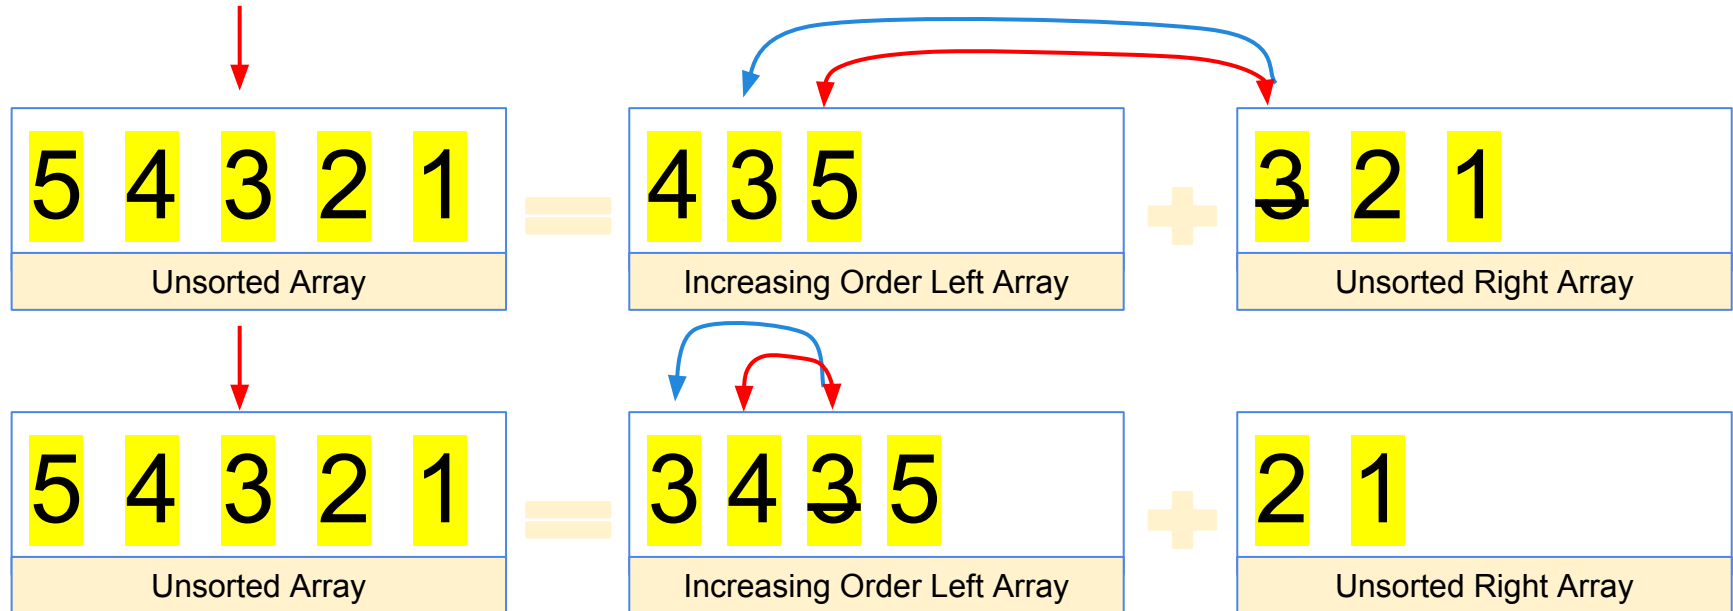 5 4 3 2 1 = 4 3 5 + 3 2 1
Unsorted Array Increasing Order Left Array Unsorted Right Array
5 4 3 2 1 = 3 4 3 5 + 2 1
Unsorted Array Increasing Order Left Array Unsorted Right Array